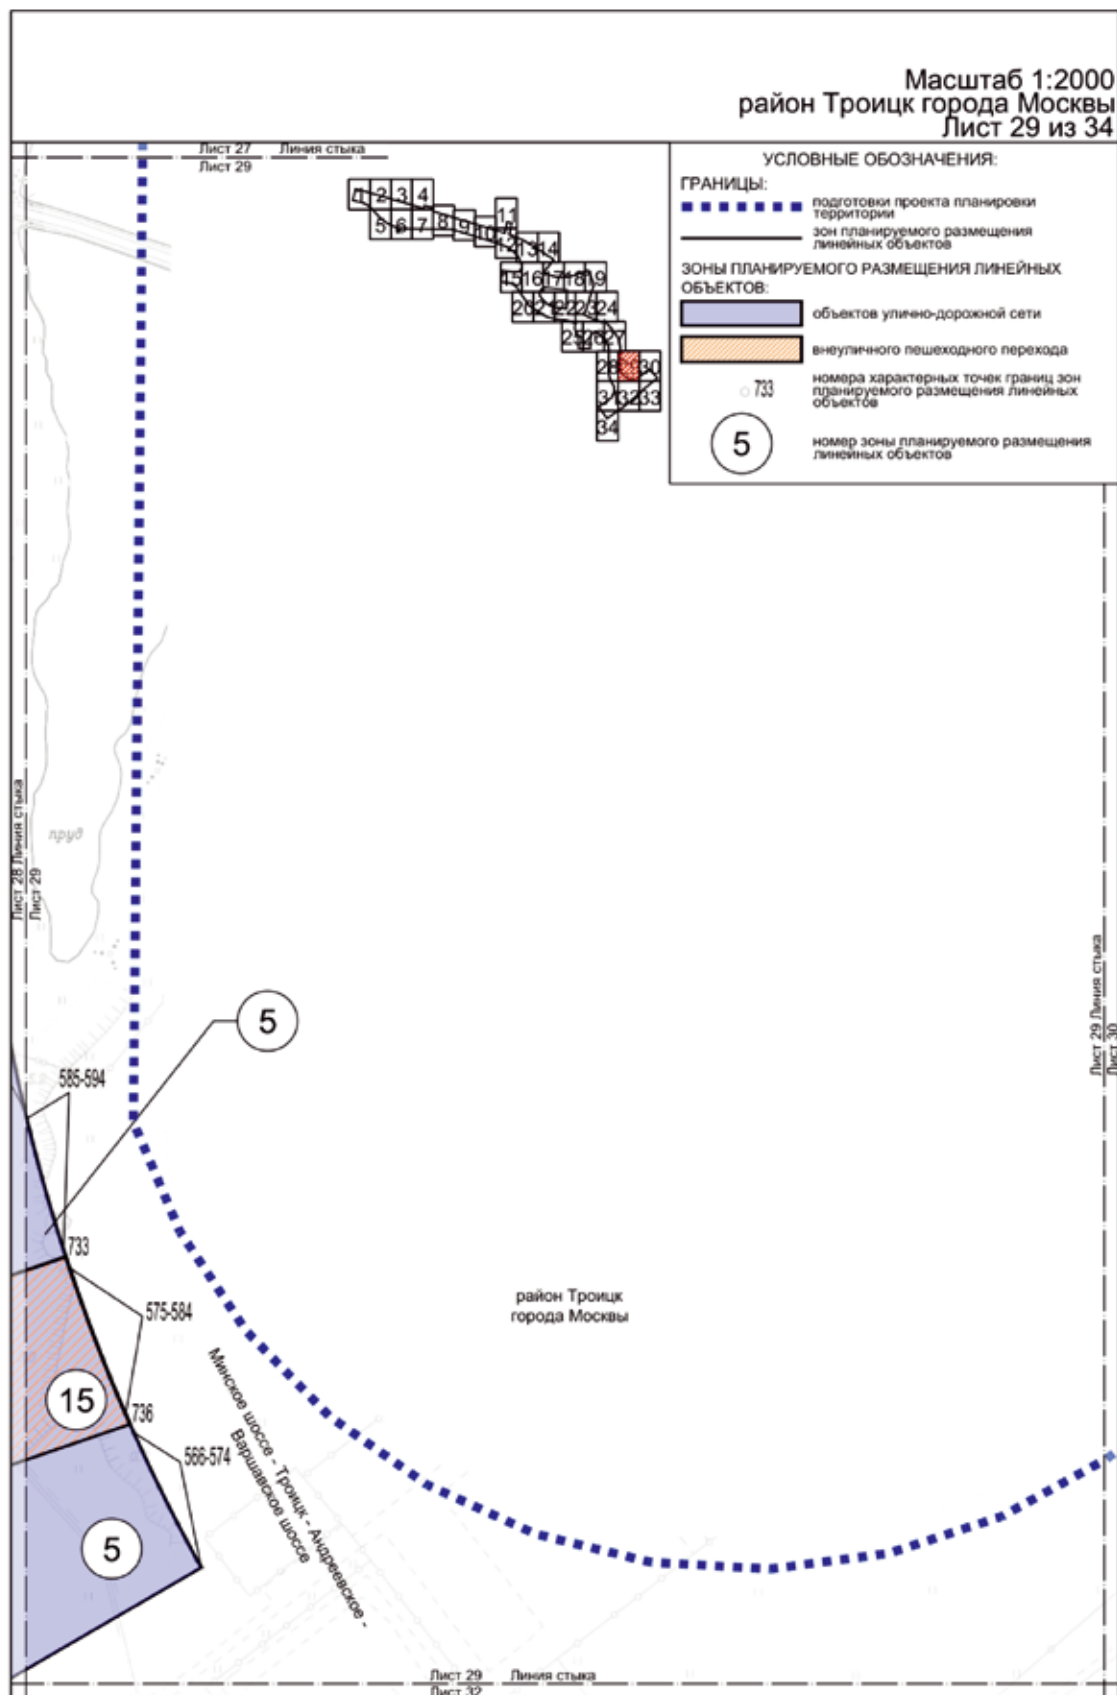 Масштаб 1:2000
район Троицк города Москвы
Лист 29 из 34
Лист 27 Линия стыка
Лист 29
УСЛОВНЫЕ ОБОЗНАЧЕНИЯ:
ГРАНИЦЫ:
подготовки проекта планировки
территории
зон планируемого размещения
линейных объектов
ЗОНЫ ПЛАНИРУЕМОГО РАЗМЕЩЕНИЯ ЛИНЕЙНЫХ
ОБЪЕКТОВ:
объектов улично-дорожной сети
внеуличного пешеходного перехода
733
номера характерных точек границ зон
планируемого размещения линейных
объектов
5
номер зоны планируемого размещения
линейных объектов
1 2 3 4
5 6 7 8 9 10 11
12 13 14
15 16 17 18 19
20 21 22 23 24
25 26 27
28 30
31 32 33
34
пруд
Лист 28 Линия стыка
Лист 29
Лист 29 Линия стыка
Лист 30
5
585-594
733
575-584
15
736
566-574
5
район Троицк
города Москвы
Минское шоссе - Троицк - Андреевское -
Варшавское шоссе
Лист 29 Линия стыка
Лист 32